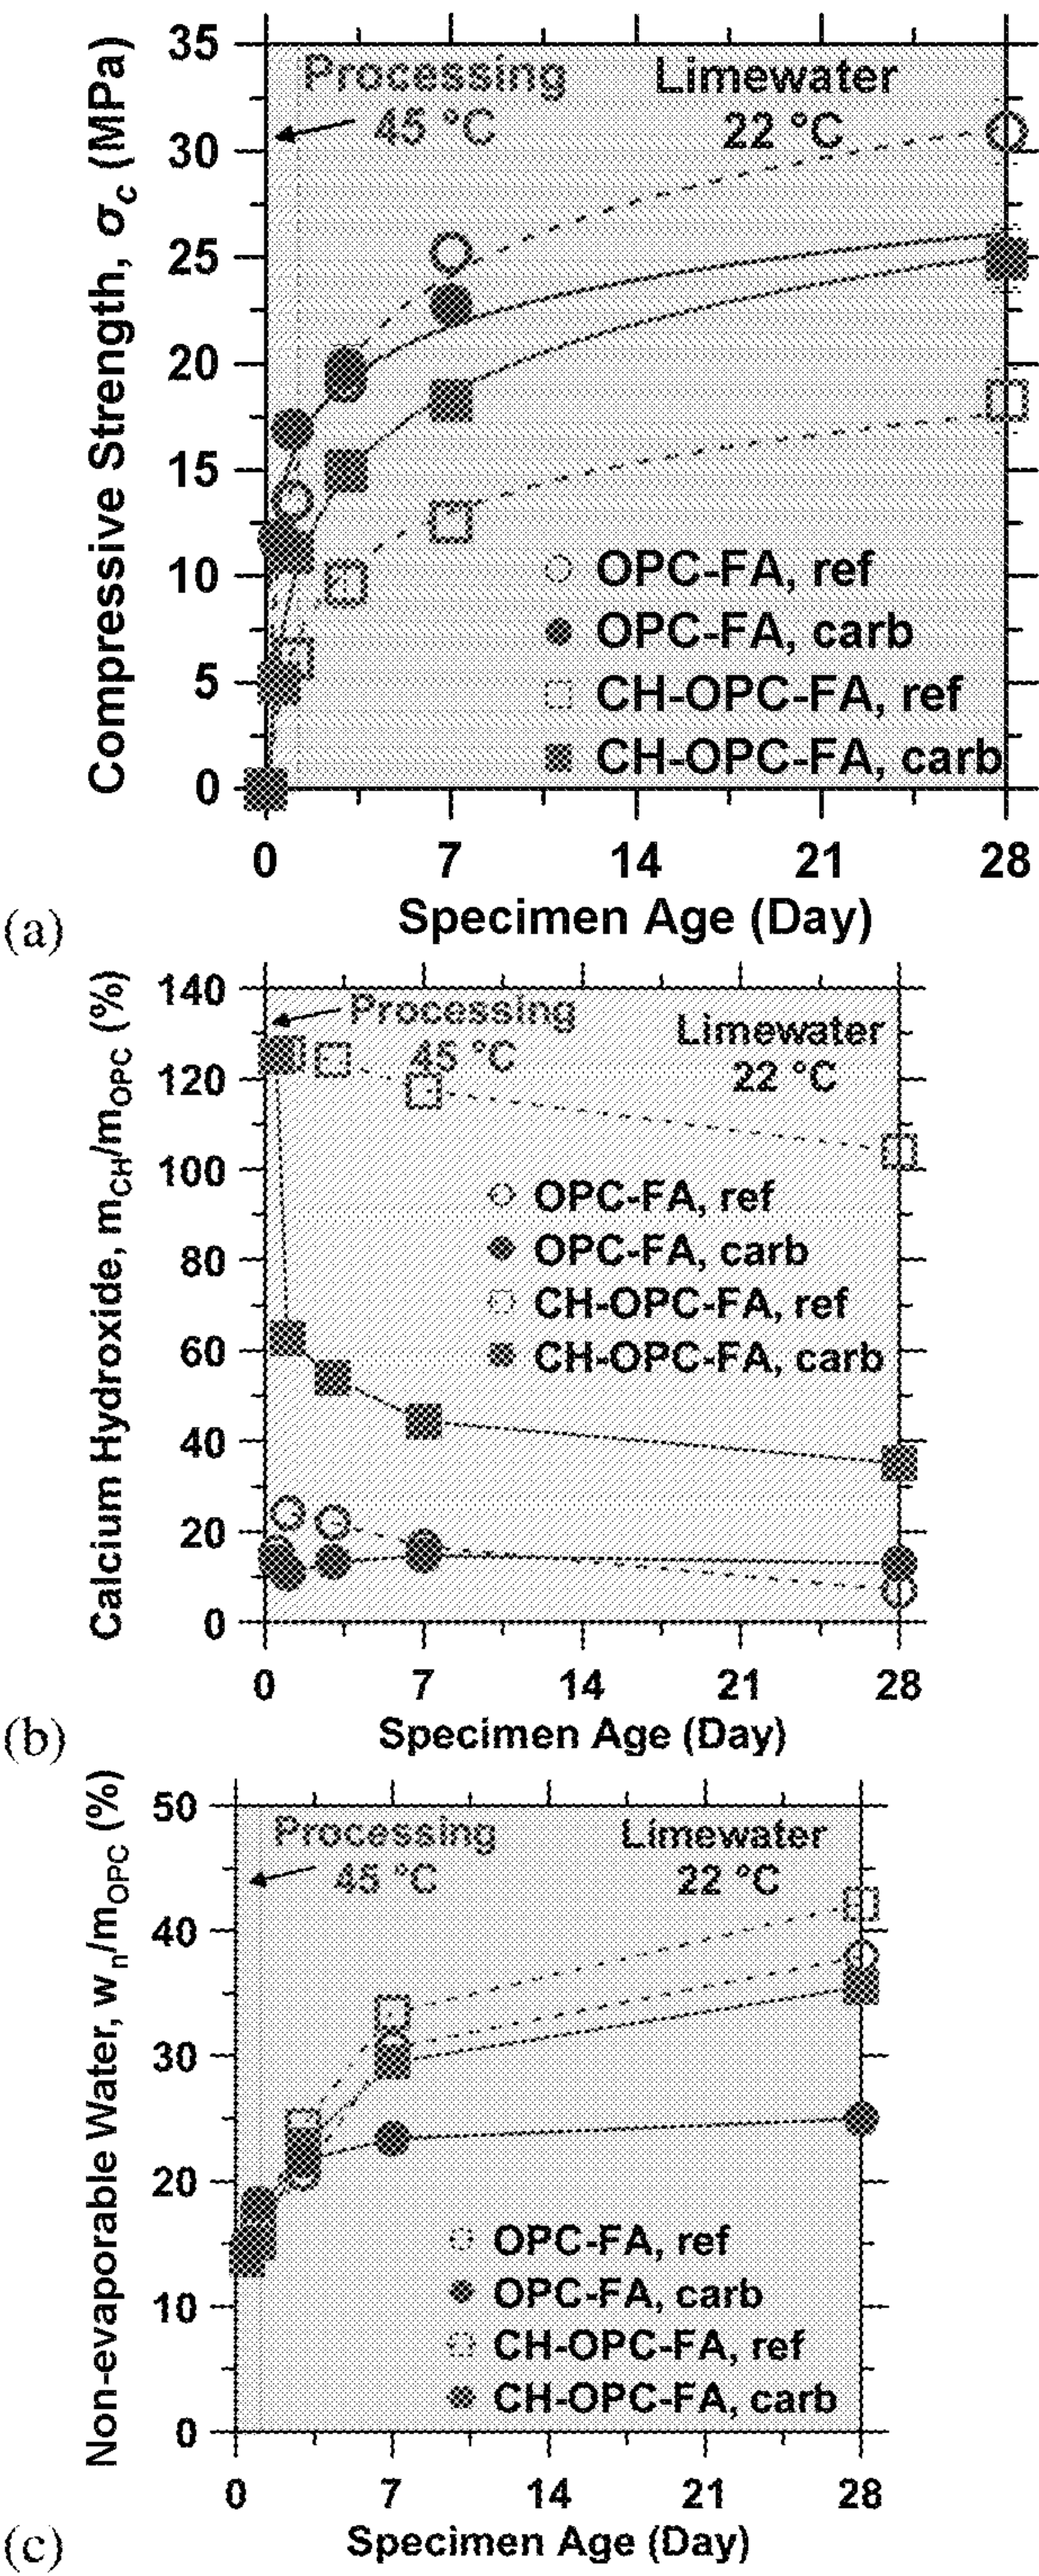 Compressive Strength, σc (MPa)
35
30
25
20
15
10
5
0
Processing
45 °C
Limewater
22 °C
OPC-FA, ref
OPC-FA, carb
CH-OPC-FA, ref
CH-OPC-FA, carb
0 7 14 21 28
Specimen Age (Day)
(a)
Calcium Hydroxide, mCH/mOPC (%)
140
120
100
80
60
40
20
0
Processing
45 °C
Limewater
22 °C
OPC-FA, ref
OPC-FA, carb
CH-OPC-FA, ref
CH-OPC-FA, carb
0 7 14 21 28
Specimen Age (Day)
(b)
Non-evaporable Water, wn/mOPC (%)
50
40
30
20
10
0
Processing
45 °C
Limewater
22 °C
OPC-FA, ref
OPC-FA, carb
CH-OPC-FA, ref
CH-OPC-FA, carb
0 7 14 21 28
Specimen Age (Day)
(c)